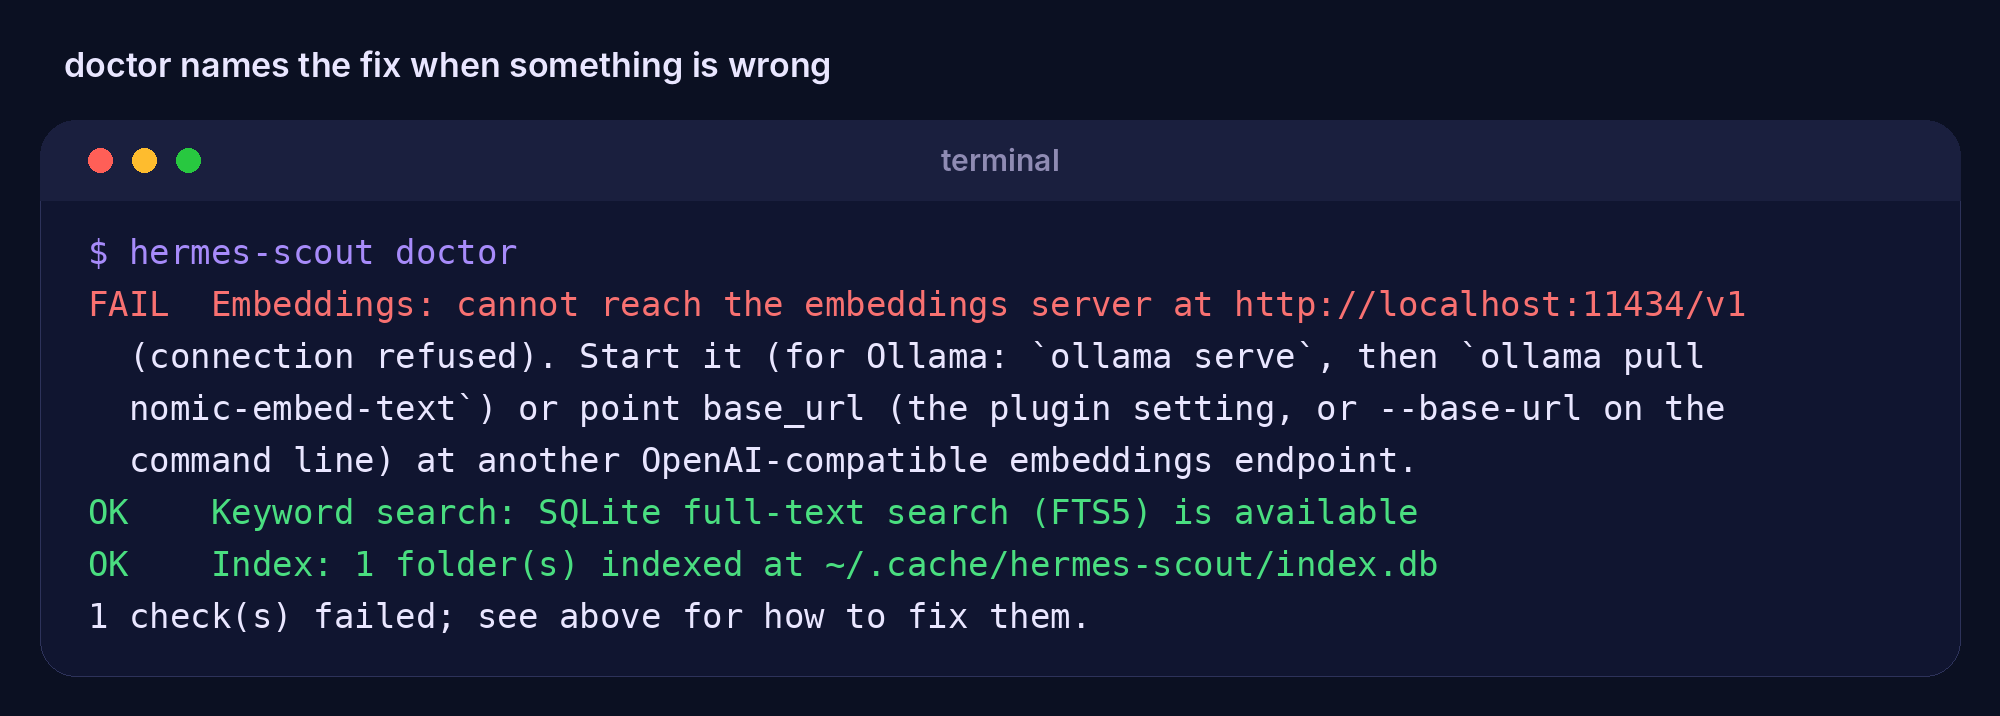 doctor names the fix when something is wrong
terminal
$ hermes-scout doctor
FAIL  Embeddings: cannot reach the embeddings server at http://localhost:11434/v1
  (connection refused). Start it (for Ollama: `ollama serve`, then `ollama pull
  nomic-embed-text`) or point base_url (the plugin setting, or --base-url on the
  command line) at another OpenAI-compatible embeddings endpoint.
OK    Keyword search: SQLite full-text search (FTS5) is available
OK    Index: 1 folder(s) indexed at ~/.cache/hermes-scout/index.db
1 check(s) failed; see above for how to fix them.